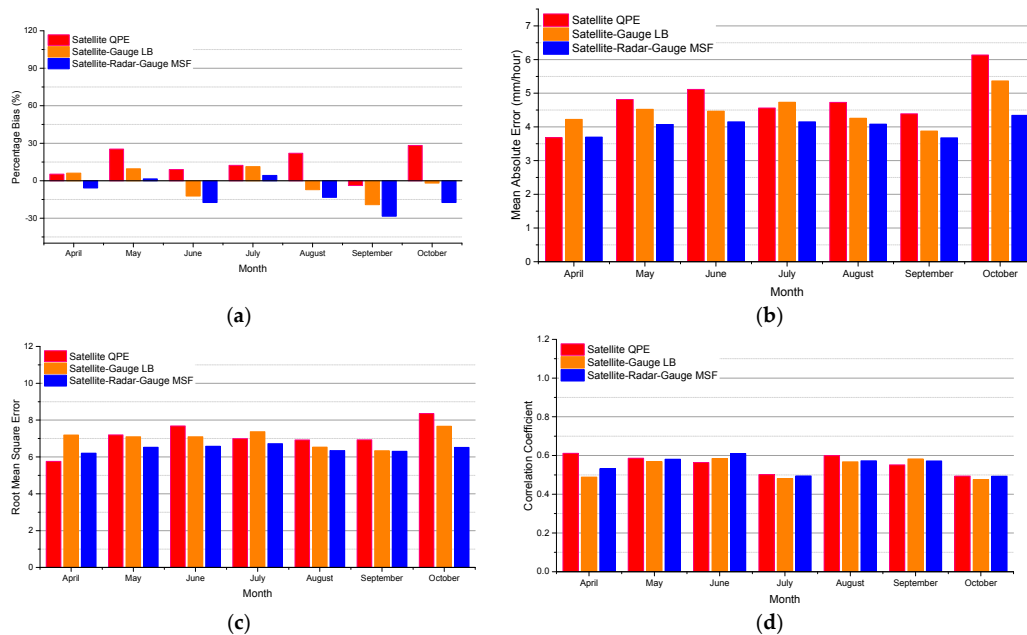 120
90
60
30
0
-30
Percentage Bias (%)
Satellite QPE
Satellite-Gauge LB
Satellite-Radar-Gauge MSF
April May June July August September October
Month
(a)
7
6
5
4
3
2
1
0
Mean Absolute Error (mm/hour)
Satellite QPE
Satellite-Gauge LB
Satellite-Radar-Gauge MSF
April May June July August September October
Month
(b)
12
10
8
6
4
2
0
Root Mean Square Error
Satellite QPE
Satellite-Gauge LB
Satellite-Radar-Gauge MSF
April May June July August September October
Month
(c)
1.2
1.0
0.8
0.6
0.4
0.2
0.0
Correlation Coefficient
Satellite QPE
Satellite-Gauge LB
Satellite-Radar-Gauge MSF
April May June July August September October
Month
(d)